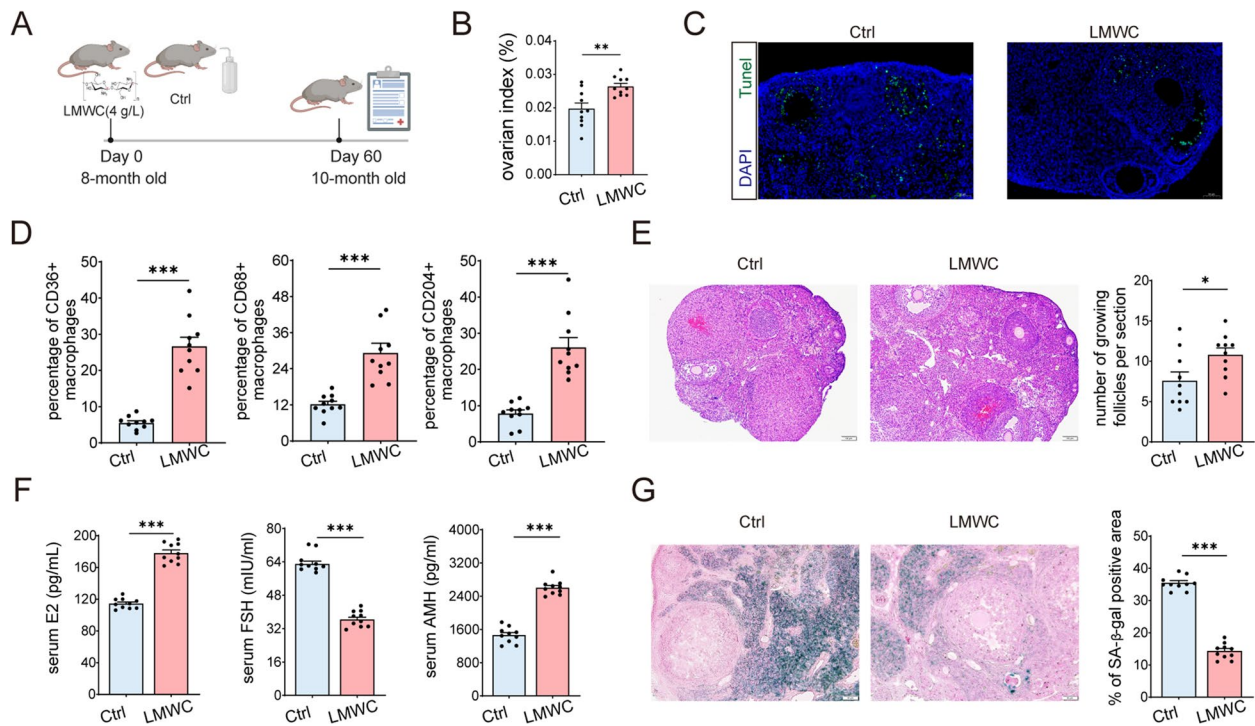 A
LMWC(4 g/L)
Ctrl
Day 0
8-month old
Day 60
10-month old
B
ovarian index (%)
0.04
0.03
0.02
0.01
0.00
**
Ctrl
LMWC
C
Ctrl
LMWC
Tunel
DAPI
D
percentage of CD36+
macrophages
50
40
30
20
10
0
***
Ctrl
LMWC
percentage of CD68+
macrophages
60
48
36
24
12
0
***
Ctrl
LMWC
percentage of CD204+
macrophages
50
40
30
20
10
0
***
Ctrl
LMWC
E
Ctrl
LMWC
number of growing
follicles per section
20
15
10
5
0
*
Ctrl
LMWC
F
serum E2 (pg/mL)
200
160
120
80
40
0
***
Ctrl
LMWC
serum FSH (mIU/ml)
80
64
48
32
16
0
***
Ctrl
LMWC
serum AMH (pg/ml)
4000
3400
2800
2200
1600
1400
800
0
***
Ctrl
LMWC
G
Ctrl
LMWC
% of SA-β-gal positive area
50
40
30
20
10
0
***
Ctrl
LMWC